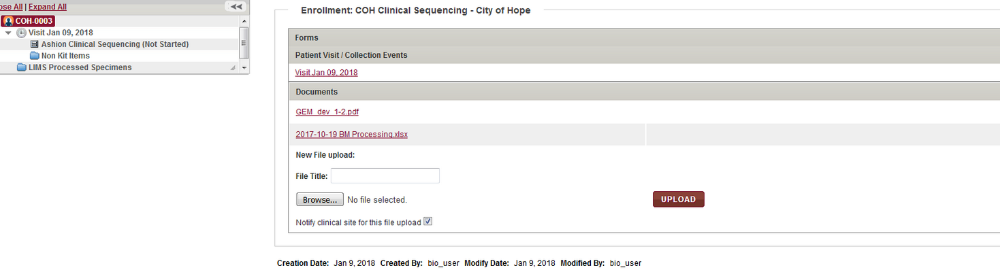 ose All | Expand All
COH-0003
Visit Jan 09, 2018
Ashion Clinical Sequencing (Not Started)
Non Kit Items
LIMS Processed Specimens
Enrollment: COH Clinical Sequencing - City of Hope
Forms
Patient Visit / Collection Events
Visit Jan 09, 2018
Documents
GEM_dev_1-2.pdf
2017-10-19 BM Processing.xlsx
New File upload:
File Title:
Browse... No file selected. UPLOAD
Notify clinical site for this file upload
Creation Date: Jan 9, 2018 Created By: bio_user Modify Date: Jan 9, 2018 Modified By: bio_user